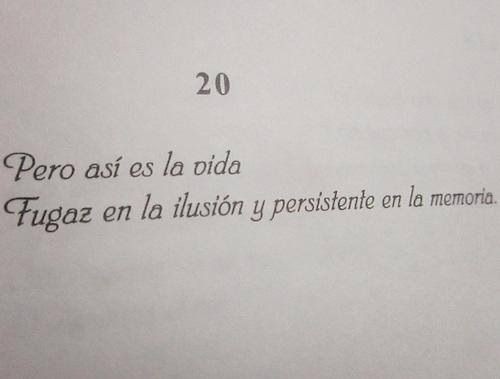 20
Pero así es la vida
Fugaz en la ilusión y persistente en la memoria.